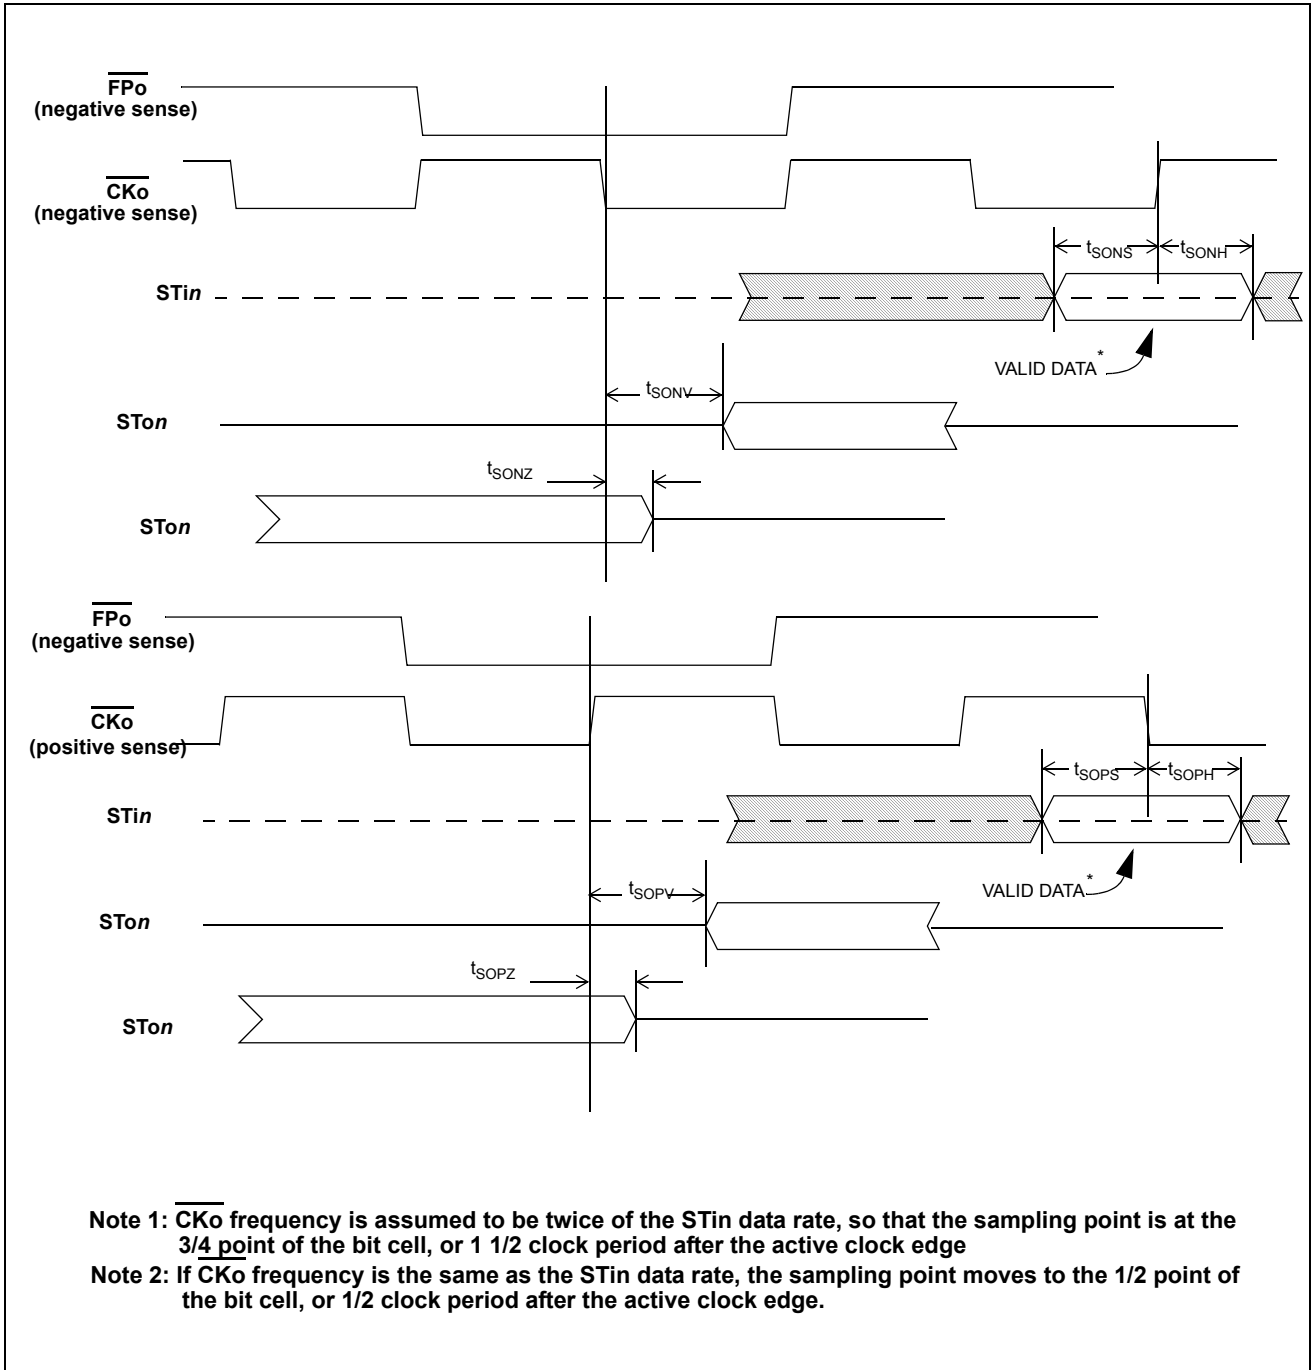 FPo
(negative sense)
CKo
(negative sense)
tSONS
tSONH
STin
VALID DATA*
tSONV
STon
tSONZ
STon
FPo
(negative sense)
CKo
(positive sense)
tSOPS
tSOPH
STin
VALID DATA*
tSOPV
STon
tSOPZ
STon
Note 1: CKo frequency is assumed to be twice of the STin data rate, so that the sampling point is at the
3/4 point of the bit cell, or 1 1/2 clock period after the active clock edge
Note 2: If CKo frequency is the same as the STin data rate, the sampling point moves to the 1/2 point of
the bit cell, or 1/2 clock period after the active clock edge.